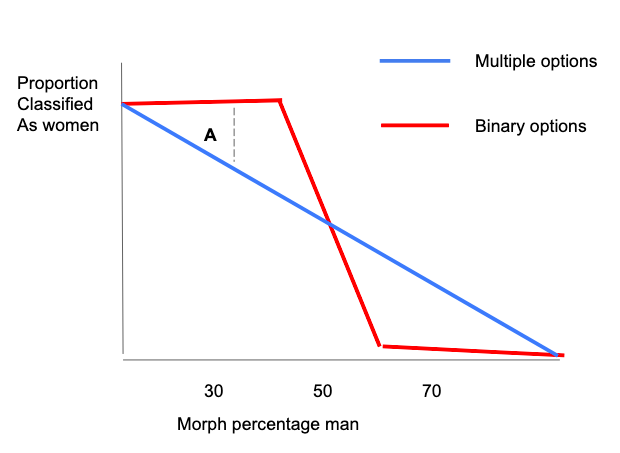 Multiple options
Proportion
Classified
As women
Binary options
A
30 50 70
Morph percentage man